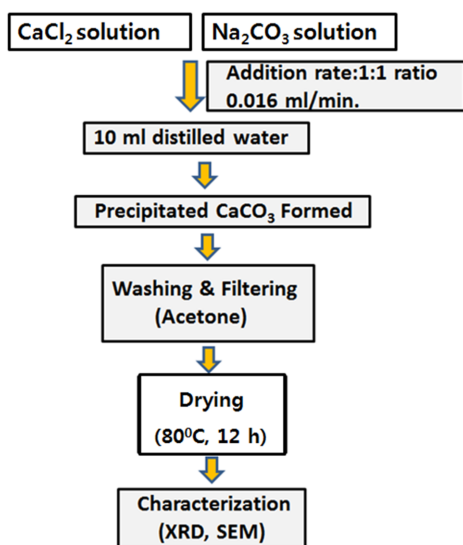 CaCl₂ solution
Na₂CO₃ solution
Addition rate:1:1 ratio
0.016 ml/min.
10 ml distilled water
Precipitated CaCO₃ Formed
Washing & Filtering
(Acetone)
Drying
(80⁰C, 12 h)
Characterization
(XRD, SEM)